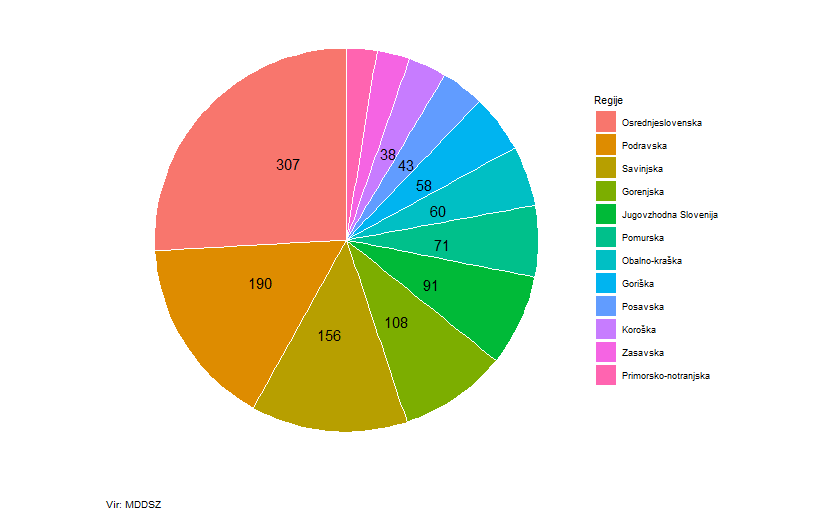 307
190
156
108
91
71
60
58
43
38
Regije
Osrednjeslovenska
Podravska
Savinjska
Gorenjska
Jugovzhodna Slovenija
Pomurska
Obalno-kraška
Goriška
Posavska
Koroška
Zasavska
Primorsko-notranjska
Vir: MDDSZ